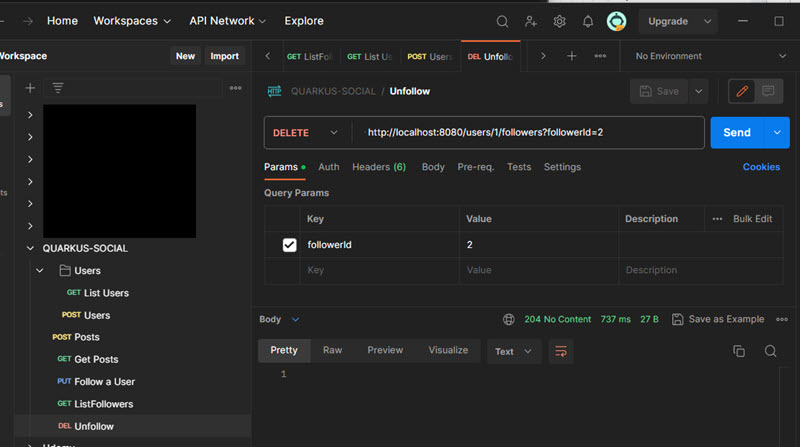 Home Workspaces API Network Explore Upgrade
Workspace New Import
GET ListFol GET List Us POST Users DEL Unfollo No Environment
HTTP QUARKUS-SOCIAL / Unfollow Save
DELETE http://localhost:8080/users/1/followers?followerId=2 Send
Params Auth Headers (6) Body Pre-req. Tests Settings Cookies
Query Params
Key Value Description Bulk Edit
followerId 2
Key Value Description
QUARKUS-SOCIAL
Users
GET List Users
POST Users
POST Posts
GET Get Posts
PUT Follow a User
GET ListFollowers
DEL Unfollow
Body 204 No Content 737 ms 27 B Save as Example
Pretty Raw Preview Visualize Text
1